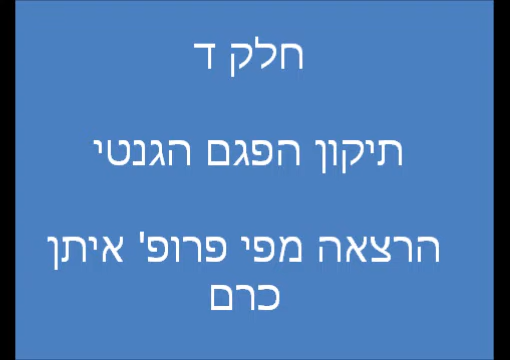 חלק ד
תיקון הפגם הגנטי
הרצאה מפי פרופ' איתן
כרם